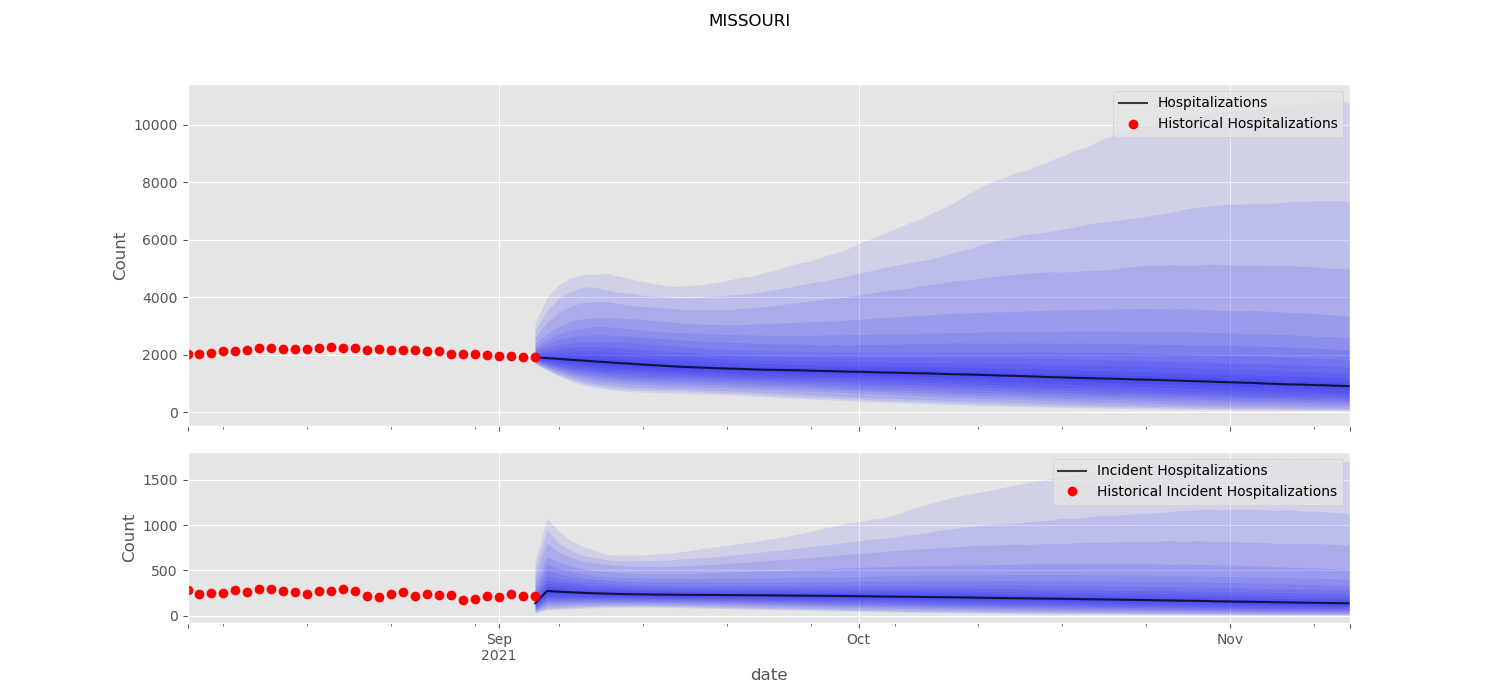 MISSOURI
Hospitalizations
Historical Hospitalizations
10000
8000
6000
4000
2000
0
Count
Incident Hospitalizations
Historical Incident Hospitalizations
1500
1000
500
0
Count
Sep
2021
Oct
Nov
date